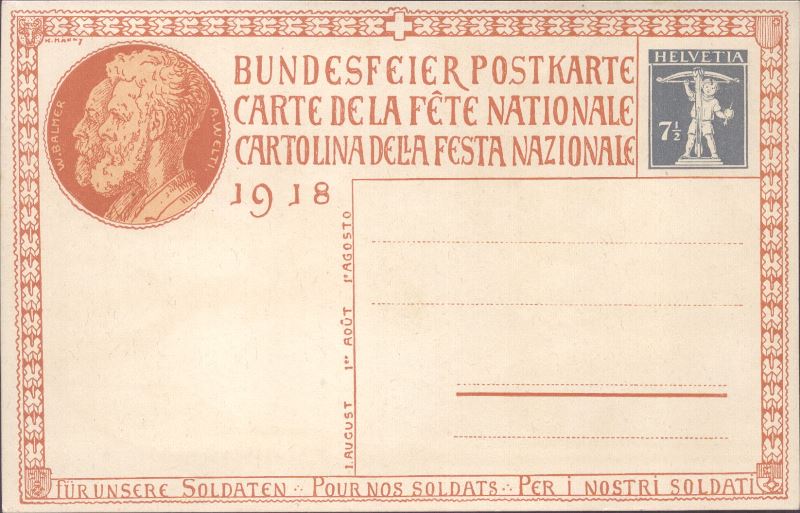 H. MAURY
W. BALMER
A. WELTI
BUNDESFEIER POSTKARTE
CARTE DE LA FÊTE NATIONALE
CARTOLINA DELLA FESTA NAZIONALE
1918
HELVETIA
7½
1. AUGUST 1er AOÛT 1º AGOSTO
FÜR UNSERE SOLDATEN ∴ POUR NOS SOLDATS ∴ PER I NOSTRI SOLDATI